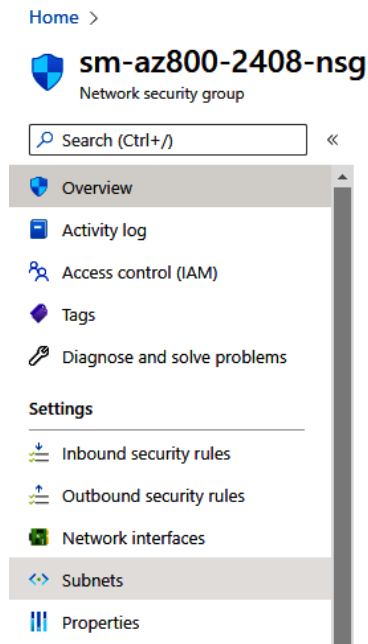 Home >
sm-az800-2408-nsg
Network security group
Search (Ctrl+/)
«
Overview
Activity log
Access control (IAM)
Tags
Diagnose and solve problems
Settings
Inbound security rules
Outbound security rules
Network interfaces
Subnets
Properties